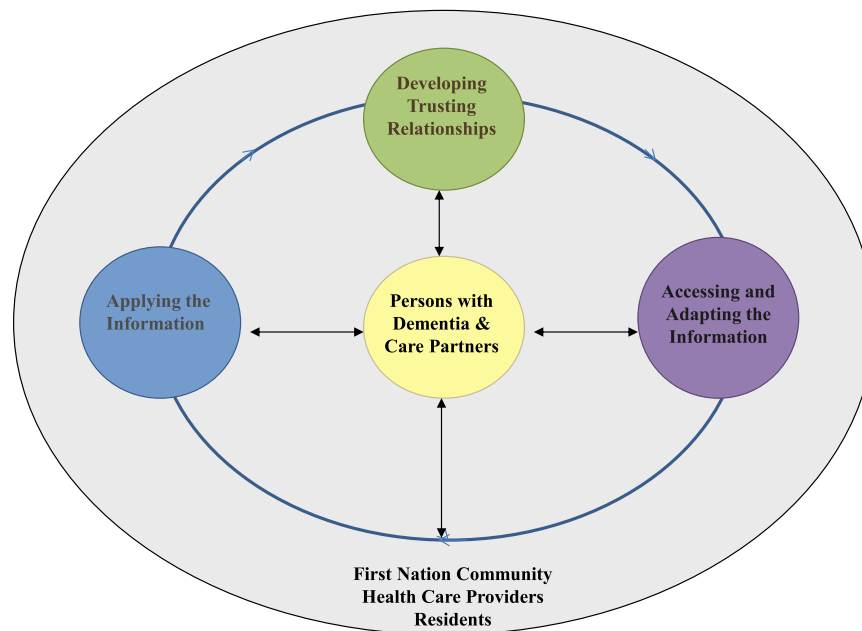 Developing
Trusting
Relationships
Applying the
Information
Persons with
Dementia &
Care Partners
Accessing and
Adapting the
Information
First Nation Community
Health Care Providers
Residents